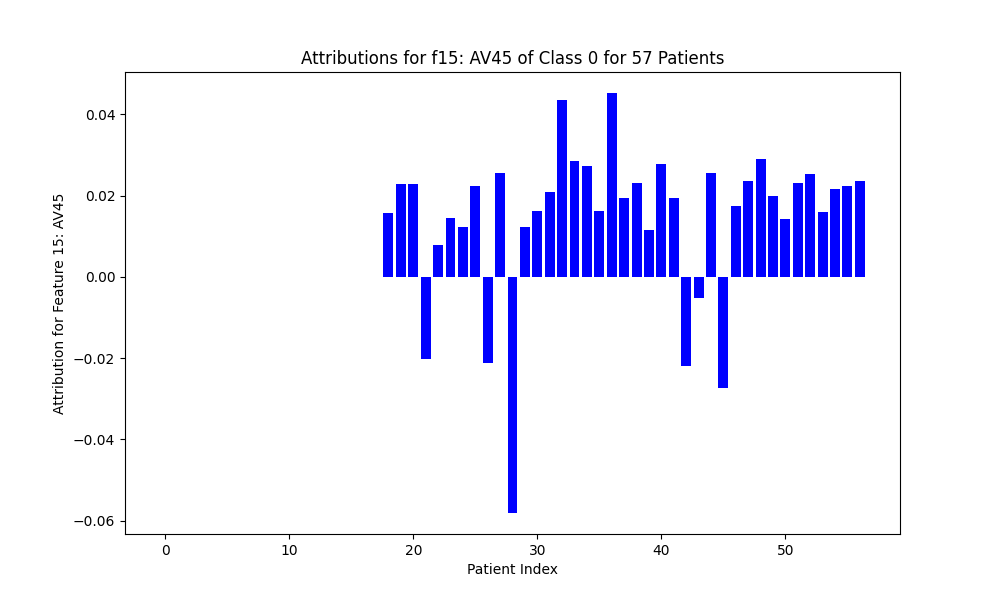 Attributions for f15: AV45 of Class 0 for 57 Patients
Attribution for Feature 15: AV45
0.04
0.02
0.00
−0.02
−0.04
−0.06
0 10 20 30 40 50
Patient Index